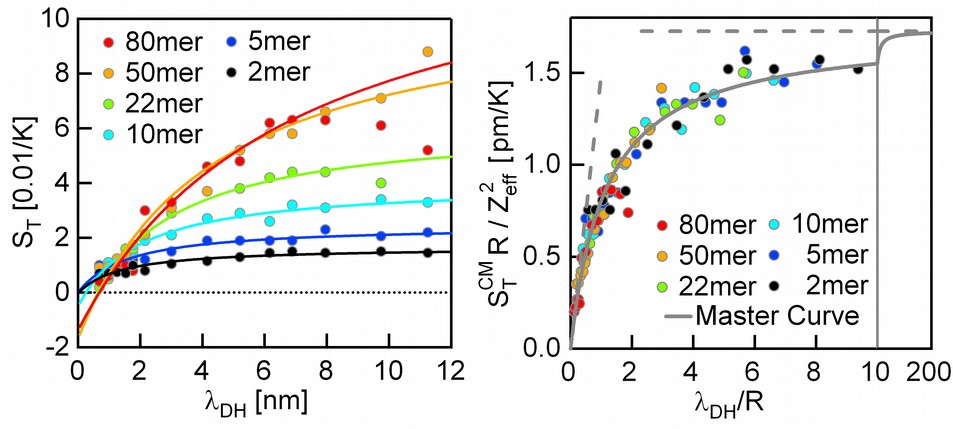 10
8
6
4
2
0
-2
S_T [0.01/K]
80mer
50mer
22mer
10mer
5mer
2mer
0 2 4 6 8 10 12
λ_DH [nm]
1.5
1.0
0.5
0.0
S_T^CM R / Z_eff^2 [pm/K]
80mer 10mer
50mer 5mer
22mer 2mer
Master Curve
0 2 4 6 8 10 200
λ_DH/R